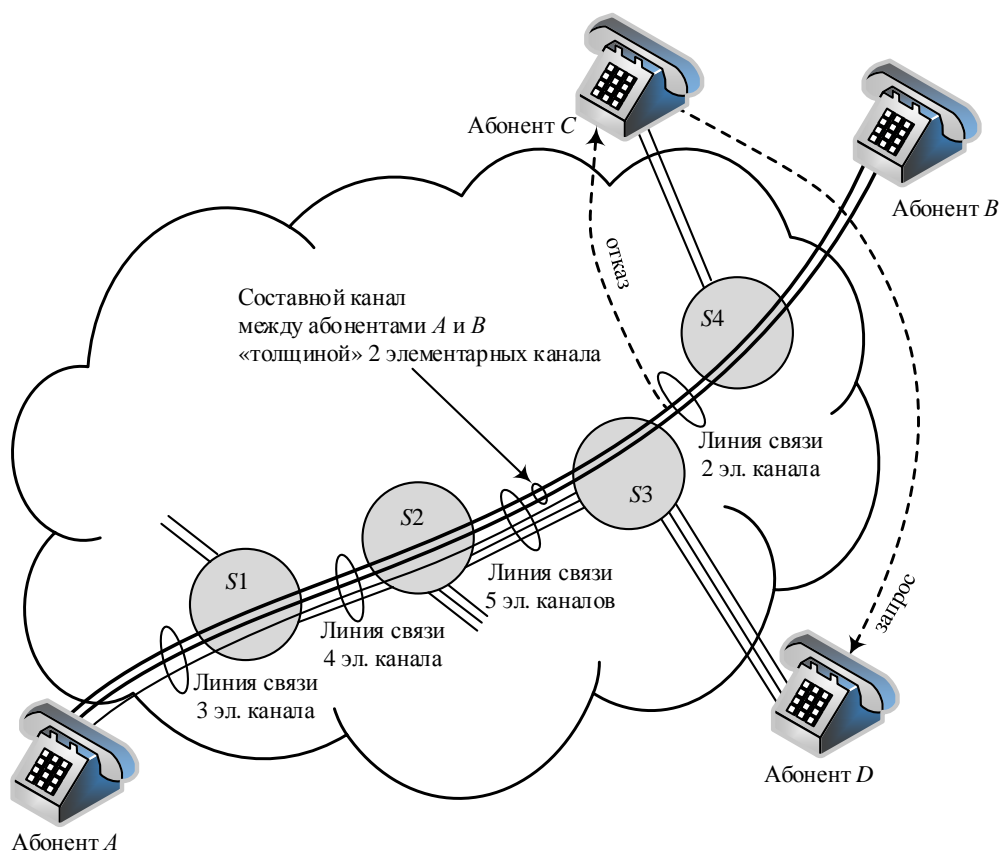 Абонент C
Абонент B
отказ
Составной канал
между абонентами A и B
«толщиной» 2 элементарных канала
S4
Линия связи
2 эл. канала
S3
S2
S1
Линия связи
5 эл. каналов
Линия связи
4 эл. канала
Линия связи
3 эл. канала
запрос
Абонент D
Абонент A